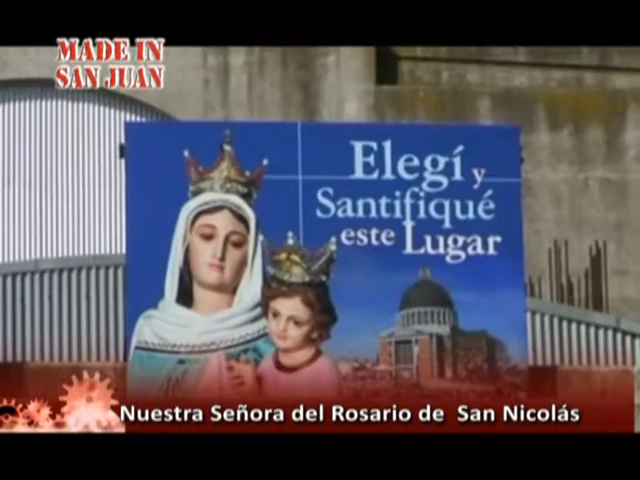 MADE IN
SAN JUAN
Elegí y
Santifiqué
este Lugar
Nuestra Señora del Rosario de San Nicolás